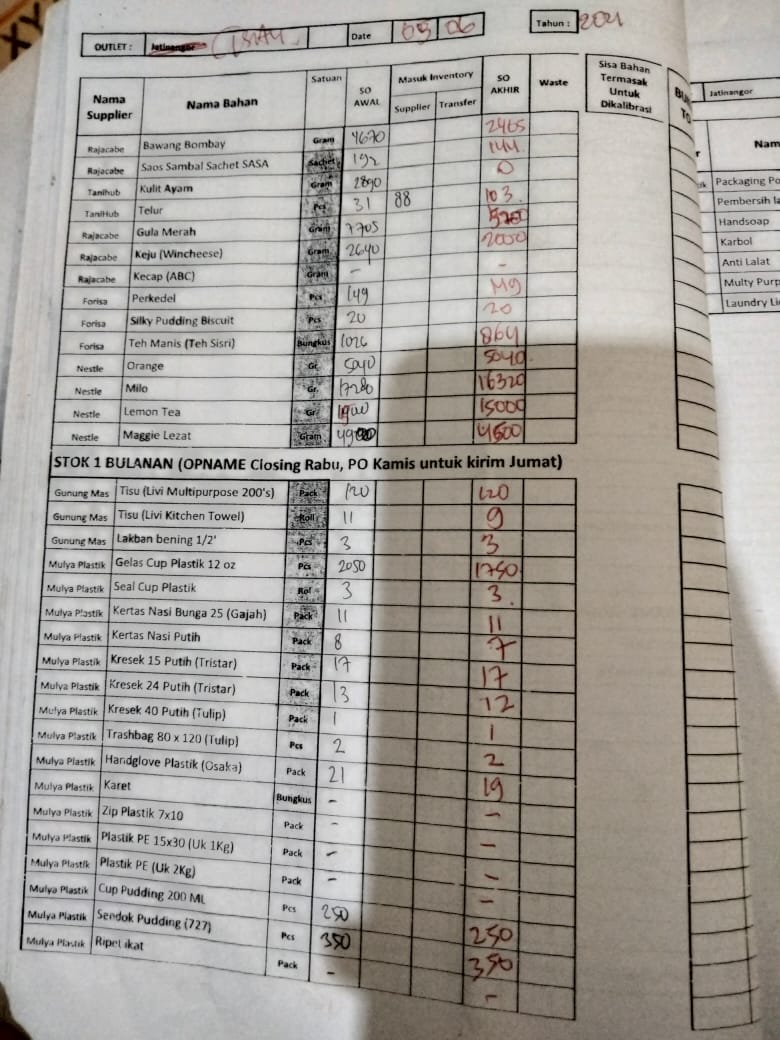 OUTLET : Jatinangor Date 03 06 Tahun : 2021
Nama Supplier Nama Bahan Satuan SO AWAL Masuk Inventory Supplier Transfer SO AKHIR Waste Sisa Bahan Termasak Untuk Dikalibrasi
Rajacabe Bawang Bombay Gram 4670 2465
Rajacabe Saos Sambal Sachet SASA Sachet 192 144
Tanihub Kulit Ayam Gram 2890 0
TaniHub Telur Pcs 31 88 103
Rajacabe Gula Merah Gram 7705
Rajacabe Keju (Wincheese) Gram 2640 2000
Rajacabe Kecap (ABC) Gram - -
Forisa Perkedel Pcs 149
Forisa Silky Pudding Biscuit Pcs 20 20
Forisa Teh Manis (Teh Sisri) Bungkus 1026 864
Nestle Orange Gr 5040 5040
Nestle Milo Gr 17280 16320
Nestle Lemon Tea Gr 15000
Nestle Maggie Lezat Gram 4500
STOK 1 BULANAN (OPNAME Closing Rabu, PO Kamis untuk kirim Jumat)
Gunung Mas Tisu (Livi Multipurpose 200's) Pack 120 120
Gunung Mas Tisu (Livi Kitchen Towel) Roll 11 9
Gunung Mas Lakban bening 1/2' Pcs 3 3
Mulya Plastik Gelas Cup Plastik 12 oz Pcs 2050 1750
Mulya Plastik Seal Cup Plastik Rol 3 3
Mulya Plastik Kertas Nasi Bunga 25 (Gajah) Pack 11 11
Mulya Plastik Kertas Nasi Putih Pack 8 7
Mulya Plastik Kresek 15 Putih (Tristar) Pack 17 17
Mulya Plastik Kresek 24 Putih (Tristar) Pack 13 12
Mulya Plastik Kresek 40 Putih (Tulip) Pack 1 1
Mulya Plastik Trashbag 80 x 120 (Tulip) Pcs 2 2
Mulya Plastik Handglove Plastik (Osaka) Pack 21 19
Mulya Plastik Karet Bungkus - -
Mulya Plastik Zip Plastik 7x10 Pack - -
Mulya Plastik Plastik PE 15x30 (Uk 1Kg) Pack - -
Mulya Plastik Plastik PE (Uk 2Kg) Pack - -
Mulya Plastik Cup Pudding 200 ML Pcs 250 250
Mulya Plastik Sendok Pudding (727) Pcs 350 350
Mulya Plastik Ripet ikat Pack - -
Jatinangor
Nam
Packaging Po
Pembersih la
Handsoap
Karbol
Anti Lalat
Multy Purp
Laundry Li